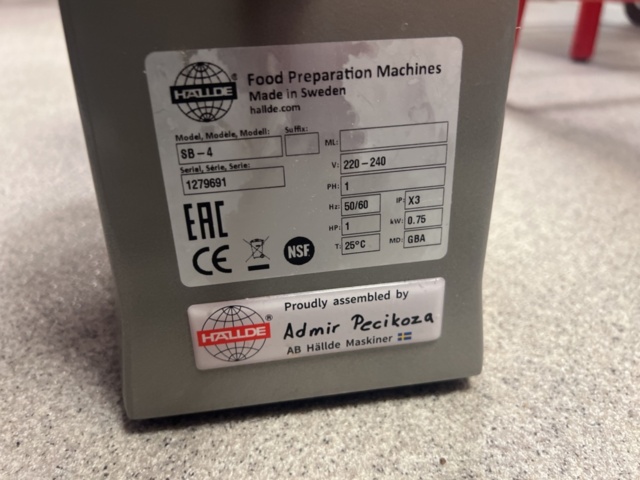 HALLDE ®
Food Preparation Machines
Made in Sweden
hallde.com
Model, Modèle, Modell: Suffix:
SB-4
Serial, Série, Serie:
1279691
ML:
V: 220-240
PH: 1
Hz: 50/60 IP: X3
HP: 1 kW: 0.75
T: 25°C MD: GBA
EAC
CE NSF
HALLDE ®
Proudly assembled by
Admir Pecikoza
AB Hällde Maskiner